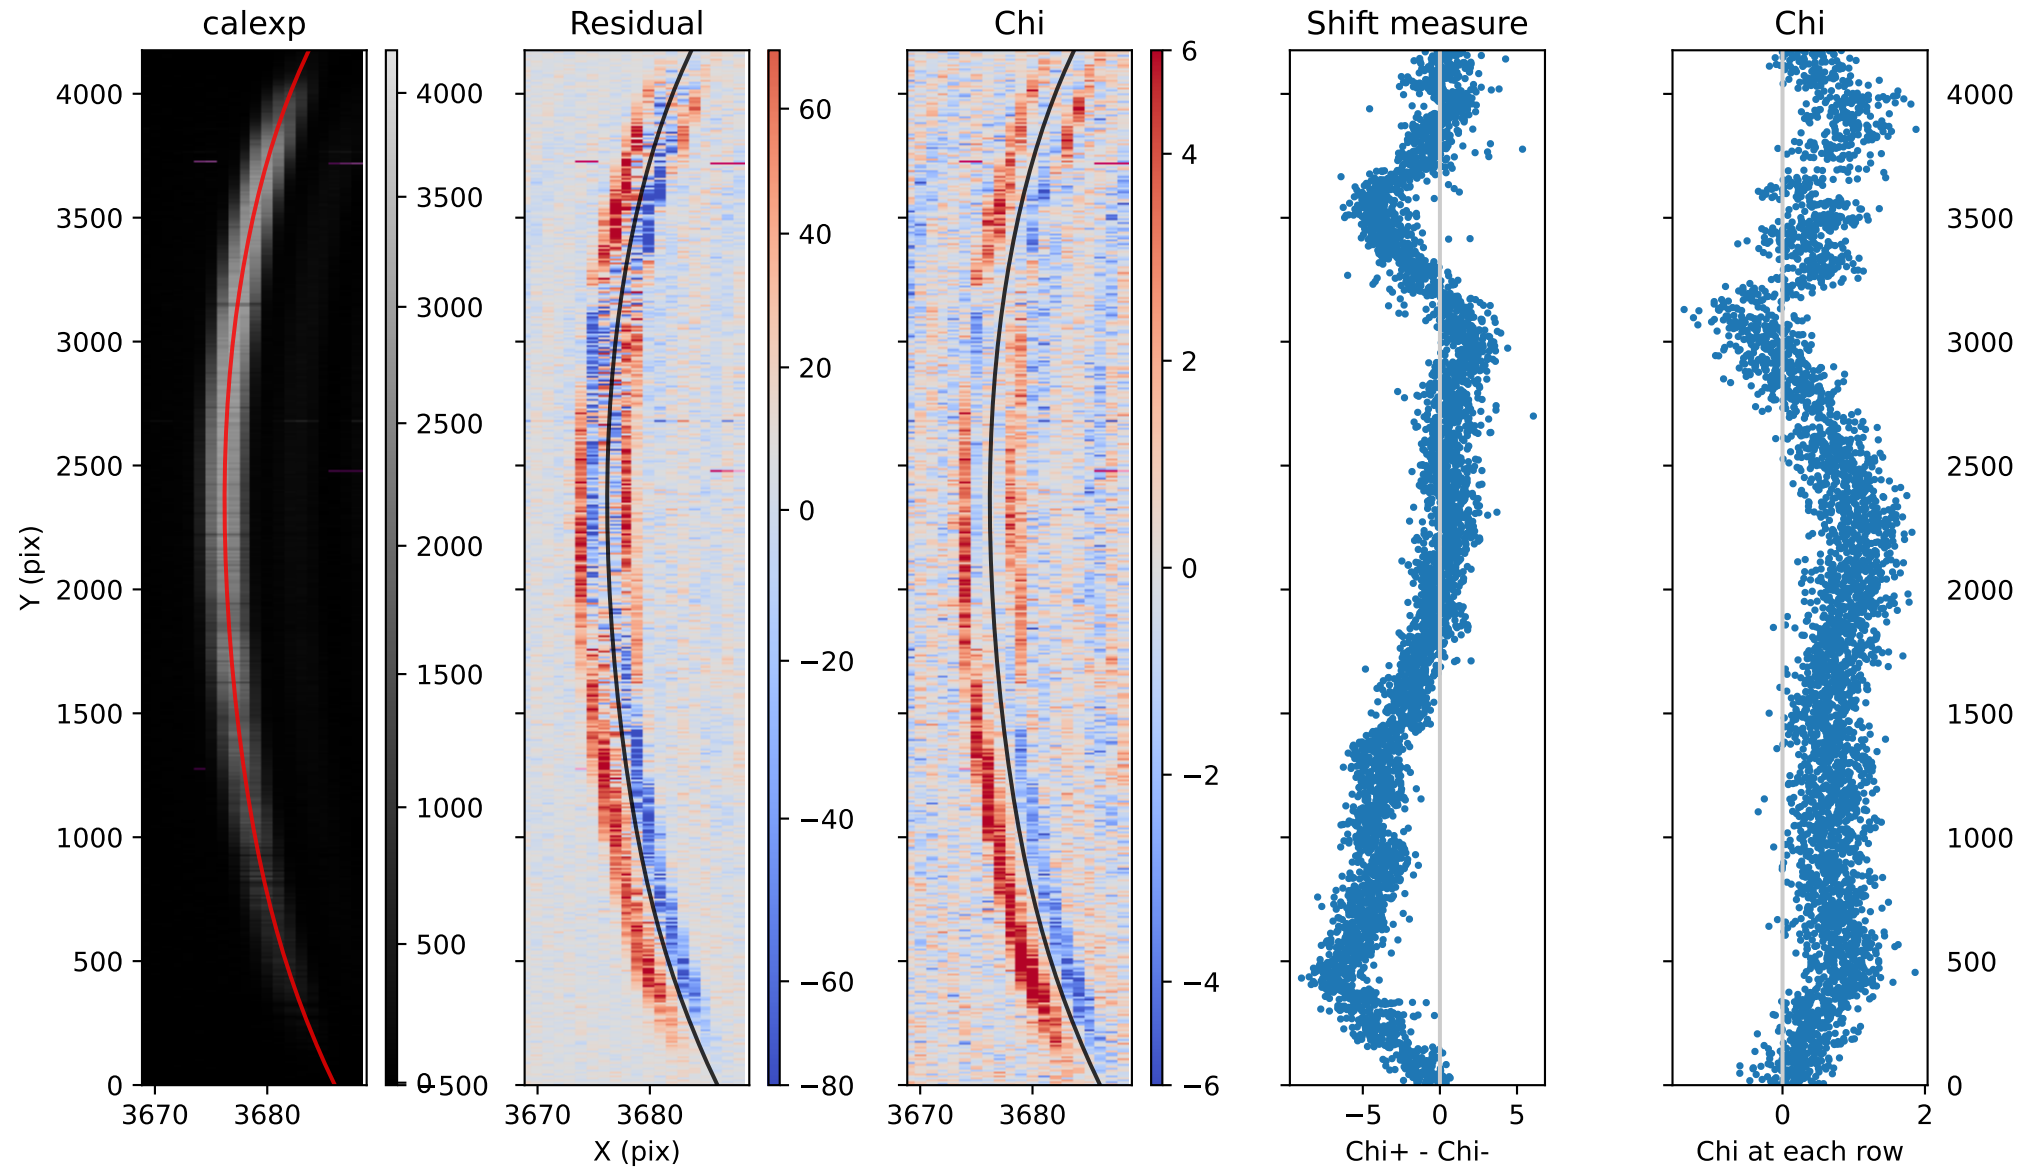 calexp Residual Chi Shift measure Chi
4000 4000 60 6 4000
3500 3500 40 4 3500
3000 3000 20 2 3000
2500 2500 0 0 2500
2000 2000 −20 −2 2000
1500 1500 −40 −4 1500
1000 1000 −60 −6 1000
500 500 −80 500
0 0 −500 0
Y (pix)
3670 3680 3670 3680 3670 3680 −5 0 5 0 2
X (pix) Chi+ - Chi- Chi at each row